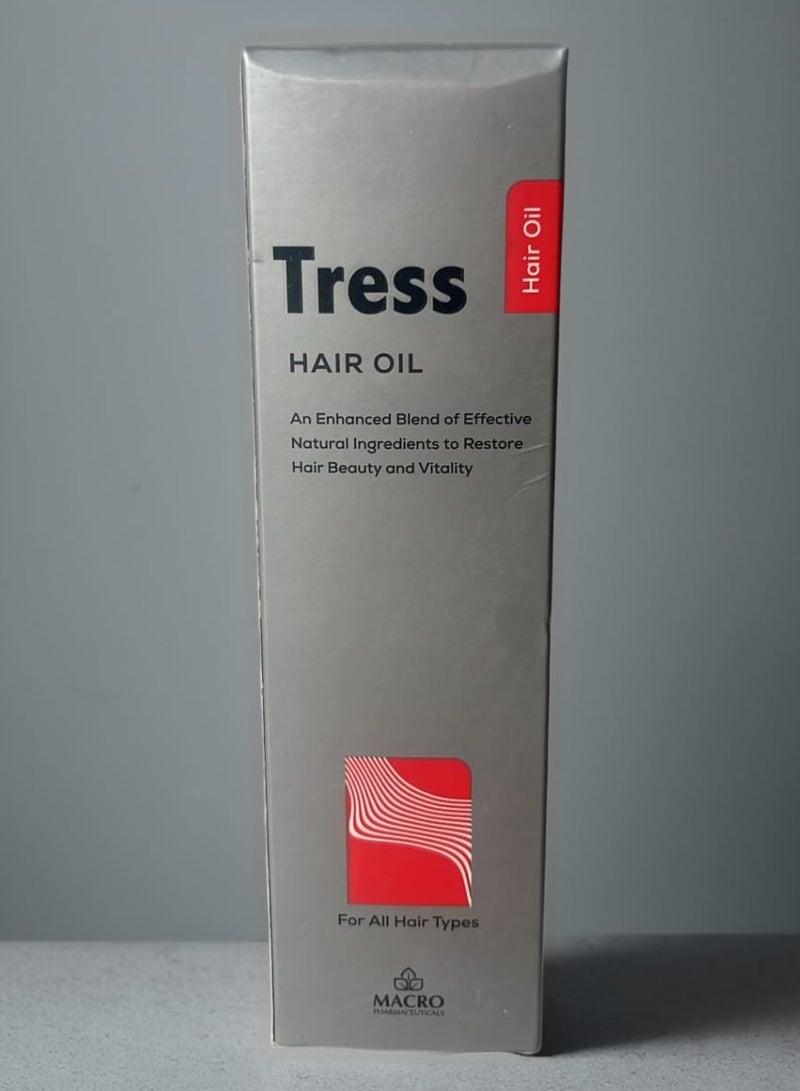 Hair Oil
Tress
HAIR OIL
An Enhanced Blend of Effective
Natural Ingredients to Restore
Hair Beauty and Vitality
For All Hair Types
MACRO
PHARMACEUTICALS